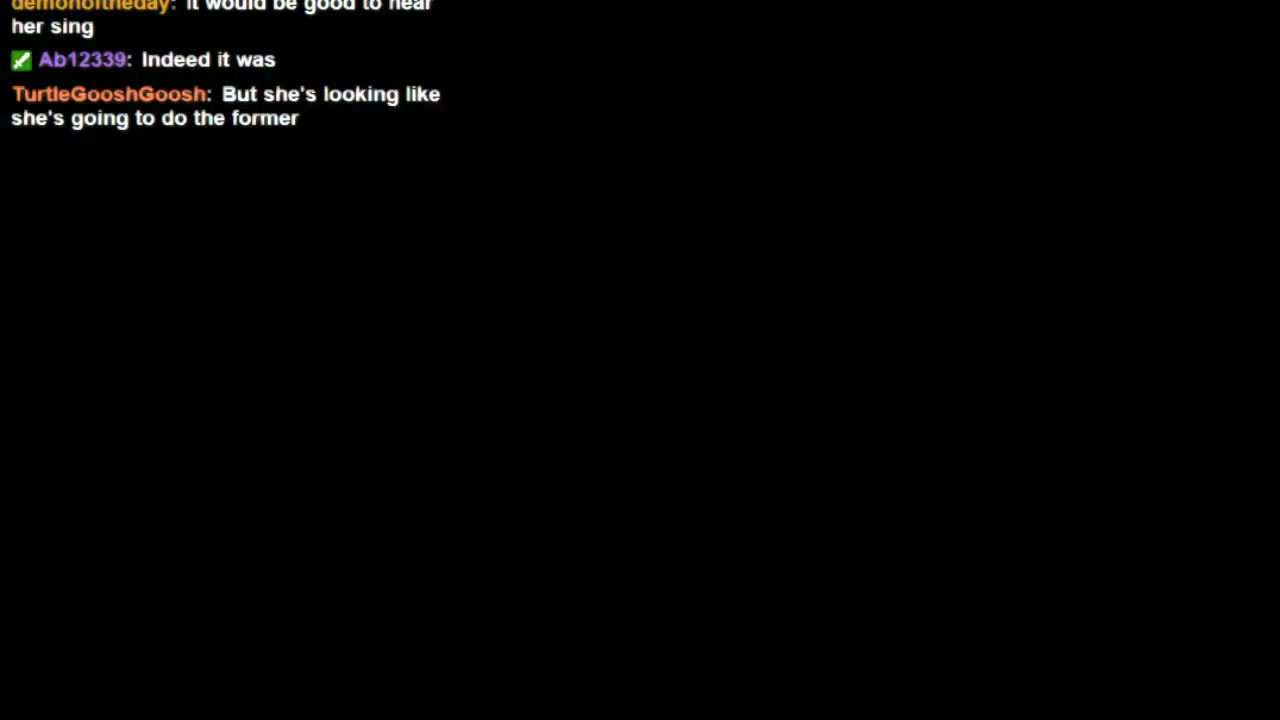 demonoftheday: It would be good to hear
her sing
Ab12339: Indeed it was
TurtleGooshGoosh: But she's looking like
she's going to do the former